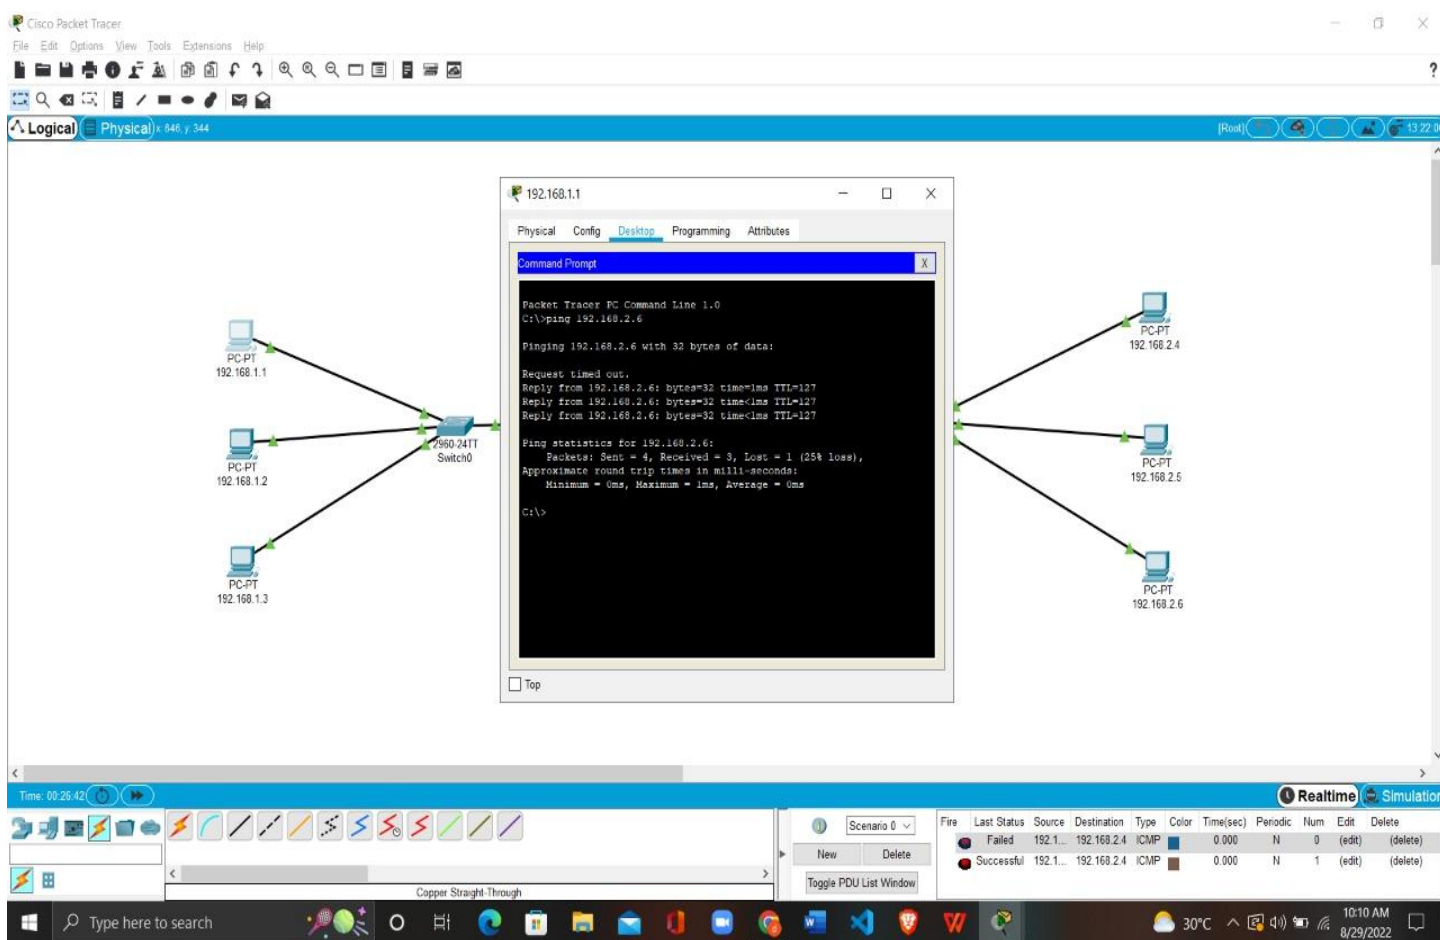 Cisco Packet Tracer
File Edit Options View Tools Extensions Help
?
Logical Physical x: 646, y: 344
[Root] 13:22:0
192.168.1.1
Physical Config Desktop Programming Attributes
Command Prompt X
Packet Tracer PC Command Line 1.0
C:\>ping 192.168.2.6
Pinging 192.168.2.6 with 32 bytes of data:
Request timed out.
Reply from 192.168.2.6: bytes=32 time=1ms TTL=127
Reply from 192.168.2.6: bytes=32 time<1ms TTL=127
Reply from 192.168.2.6: bytes=32 time<1ms TTL=127
Ping statistics for 192.168.2.6:
Packets: Sent = 4, Received = 3, Lost = 1 (25% loss),
Approximate round trip times in milli-seconds:
Minimum = 0ms, Maximum = 1ms, Average = 0ms
C:\>
Top
PC-PT
192.168.1.1
PC-PT
192.168.1.2
PC-PT
192.168.1.3
2960-24TT
Switch0
PC-PT
192.168.2.4
PC-PT
192.168.2.5
PC-PT
192.168.2.6
Time: 00:26:42
Realtime Simulation
Copper Straight-Through
Scenario 0
New Delete
Toggle PDU List Window
Fire Last Status Source Destination Type Color Time(sec) Periodic Num Edit Delete
Failed 192.1... 192.168.2.4 ICMP 0.000 N 0 (edit) (delete)
Successful 192.1... 192.168.2.4 ICMP 0.000 N 1 (edit) (delete)
Type here to search
30°C
10:10 AM
8/29/2022